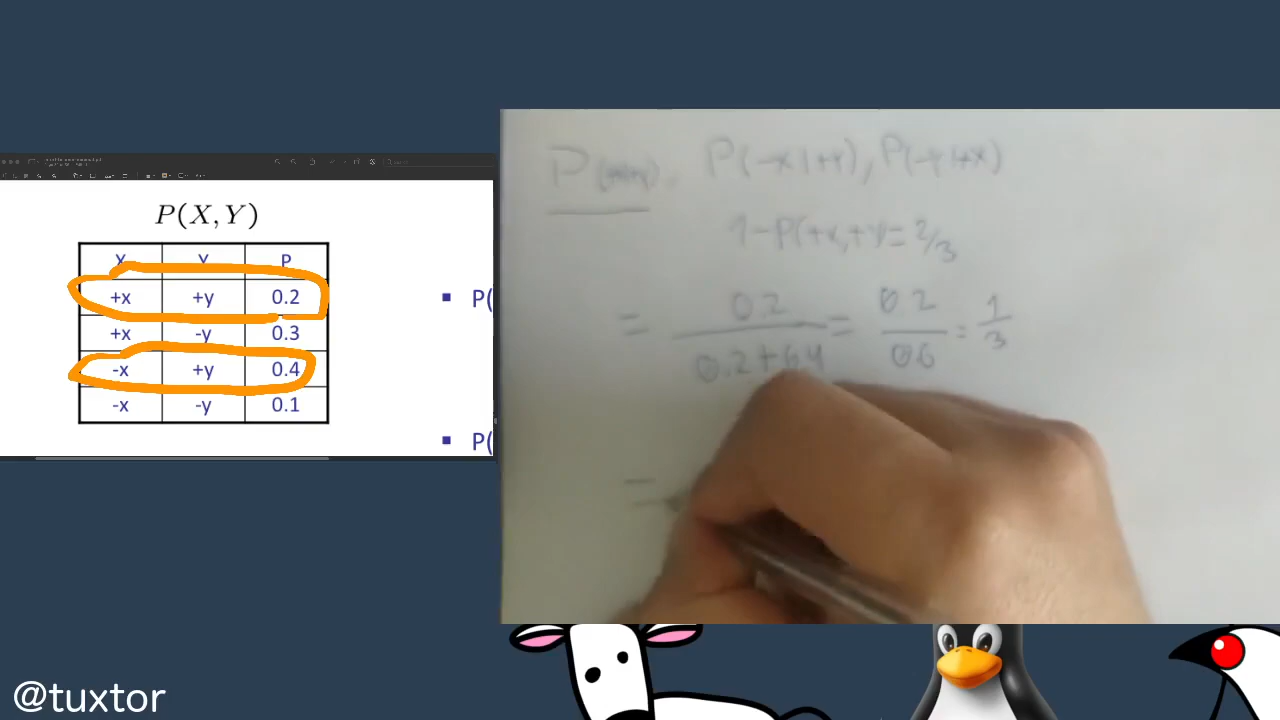 P(X, Y)
X Y P
+x +y 0.2
+x -y 0.3
-x +y 0.4
-x -y 0.1
P(
P(
P P(-x|+y), P(-y|+x)
1-P(+x,+y= 2/3
= 0.2 / 0.2+0.4 = 0.2 / 0.6 = 1/3
=
@tuxtor